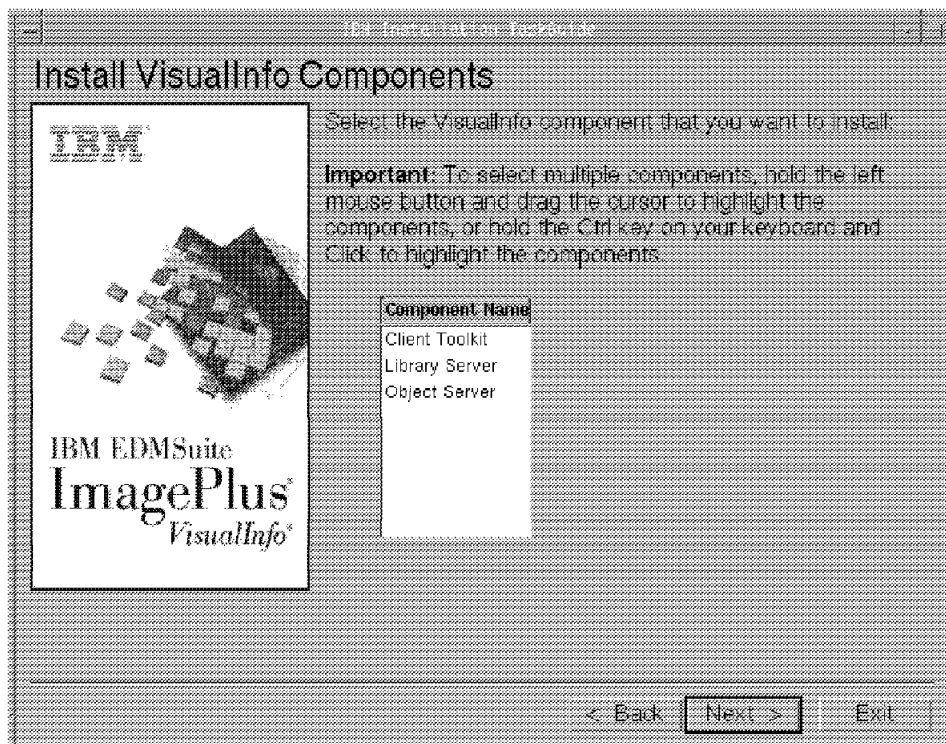 IBM Installation TaskGuide
Install VisualInfo Components
IBM
Select the VisualInfo component that you want to install:
Important: To select multiple components, hold the left
mouse button and drag the cursor to highlight the
components, or hold the Ctrl key on your keyboard and
Click to highlight the components.
Component Name
Client Toolkit
Library Server
Object Server
IBM EDMSuite
ImagePlus*
VisualInfo*
< Back
Next >
Exit